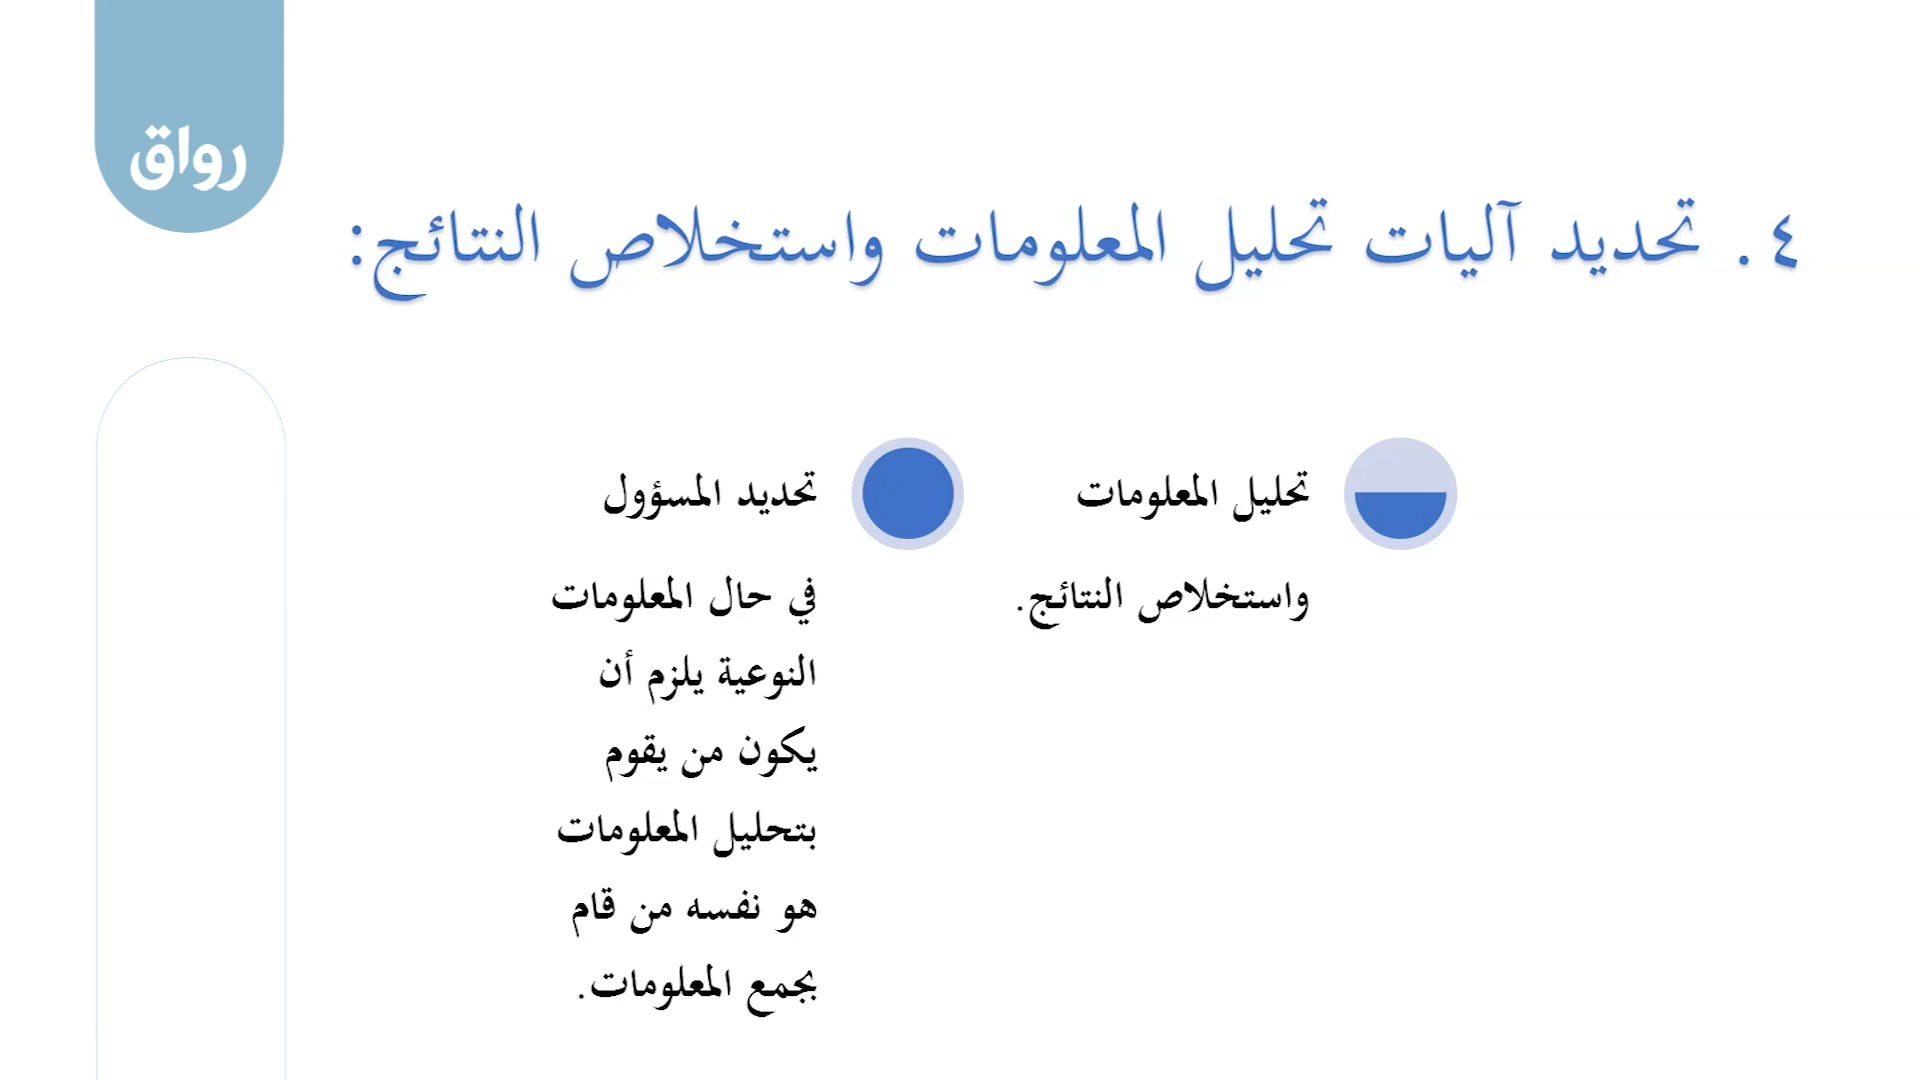 رواق
٤. تحديد آليات تحليل المعلومات واستخلاص النتائج:
تحليل المعلومات
واستخلاص النتائج.
تحديد المسؤول
في حال المعلومات
النوعية يلزم أن
يكون من يقوم
بتحليل المعلومات
هو نفسه من قام
بجمع المعلومات.